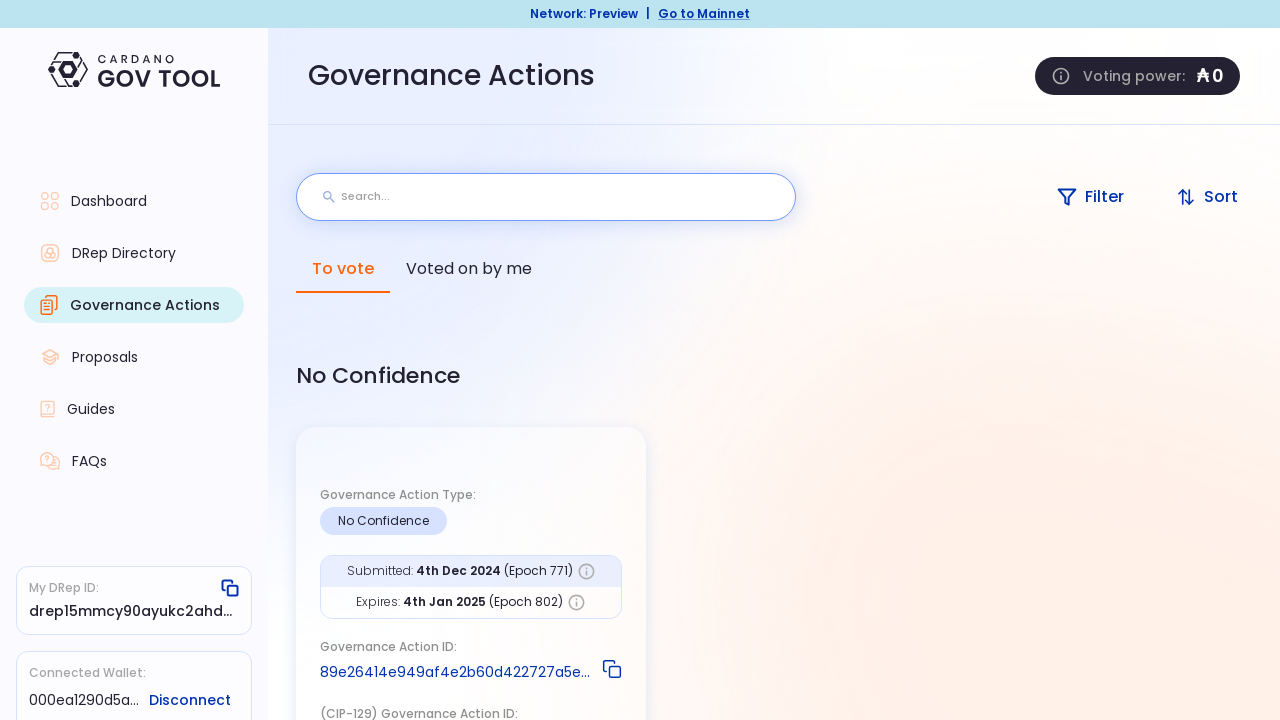 Network: Preview | Go to Mainnet
CARDANO
GOV TOOL
Governance Actions
Voting power: ₳0
Dashboard
DRep Directory
Governance Actions
Proposals
Guides
FAQs
My DRep ID:
drep15mmcy90ayukc2ahd...
Connected Wallet:
000ea1290d5a... Disconnect
Search...
Filter
Sort
To vote
Voted on by me
No Confidence
Governance Action Type:
No Confidence
Submitted: 4th Dec 2024 (Epoch 771)
Expires: 4th Jan 2025 (Epoch 802)
Governance Action ID:
89e26414e949af4e2b60d422727a5e...
(CIP-129) Governance Action ID: